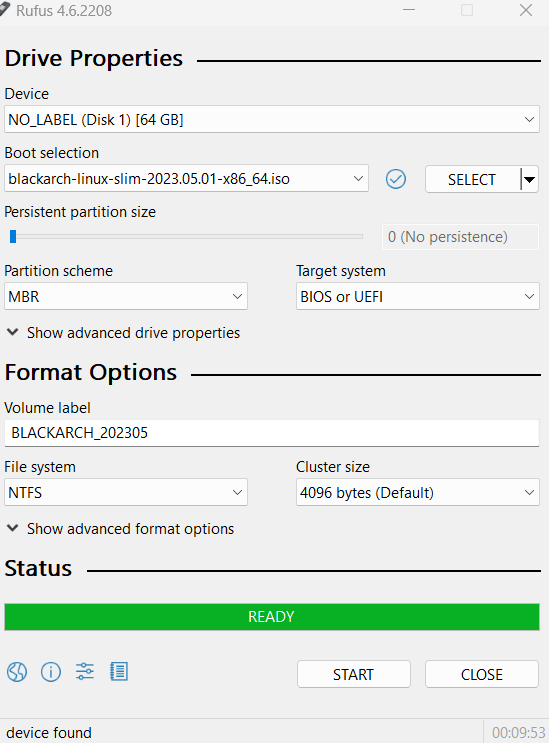 Rufus 4.6.2208
Drive Properties
Device
NO_LABEL (Disk 1) [64 GB]
Boot selection
blackarch-linux-slim-2023.05.01-x86_64.iso
SELECT
Persistent partition size
0 (No persistence)
Partition scheme
Target system
MBR
BIOS or UEFI
Show advanced drive properties
Format Options
Volume label
BLACKARCH_202305
File system
Cluster size
NTFS
4096 bytes (Default)
Show advanced format options
Status
READY
START
CLOSE
device found
00:09:53